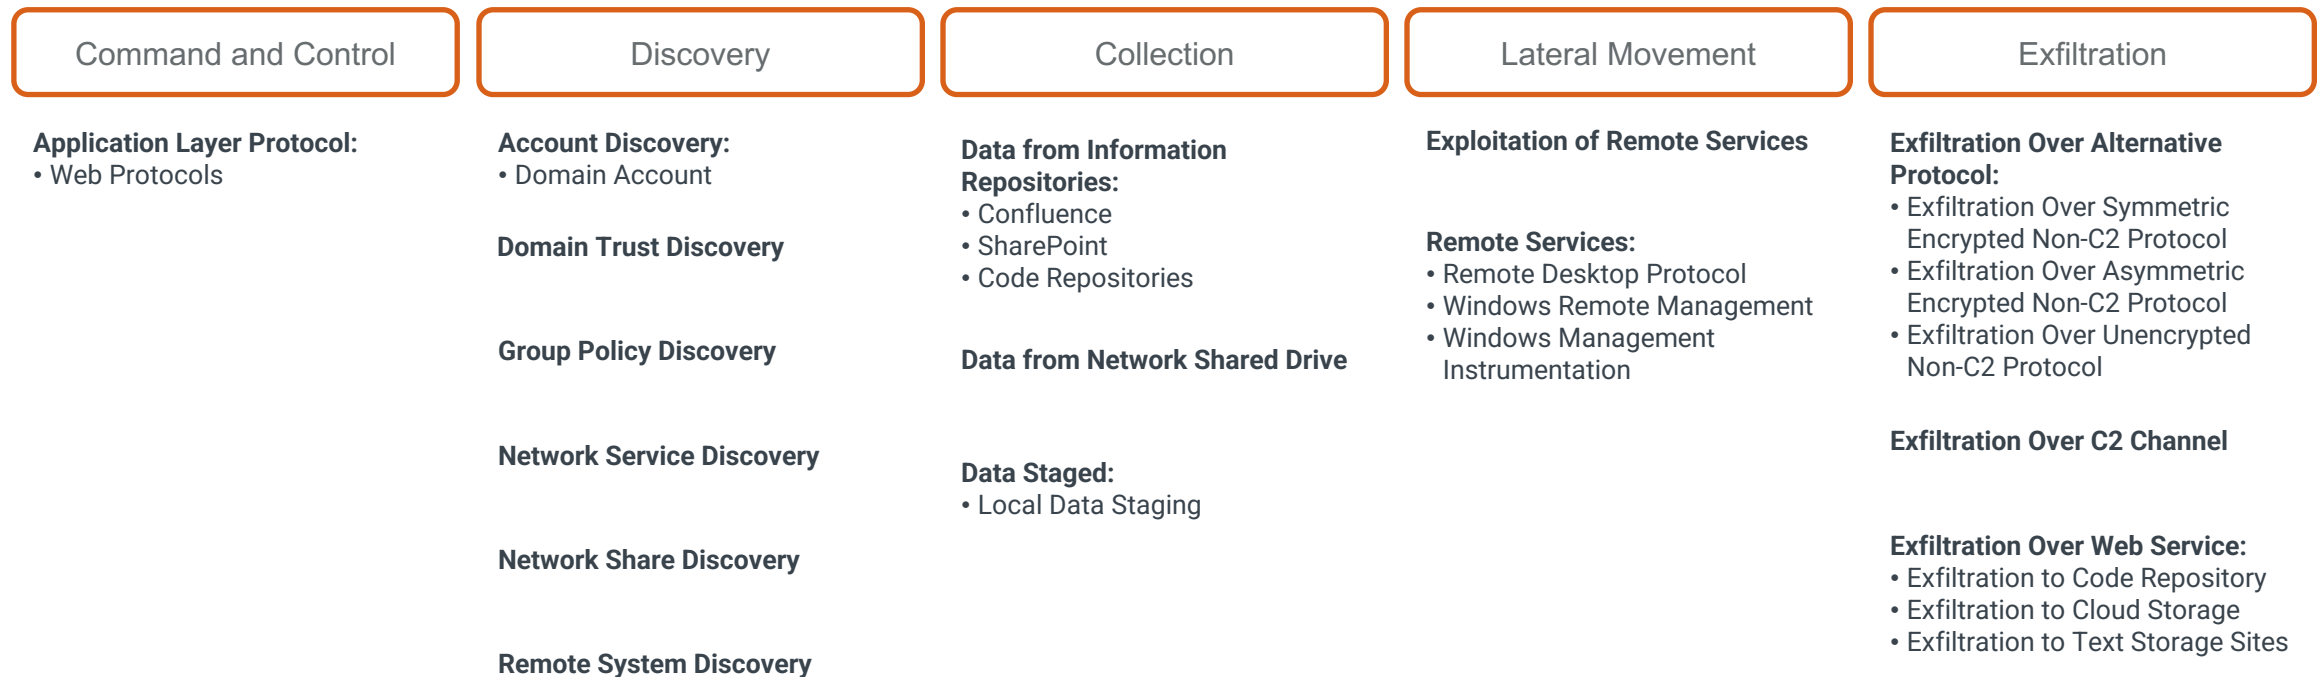 Command and Control
Discovery
Collection
Lateral Movement
Exfiltration
Application Layer Protocol:
• Web Protocols
Account Discovery:
• Domain Account
Domain Trust Discovery
Group Policy Discovery
Network Service Discovery
Network Share Discovery
Remote System Discovery
Data from Information
Repositories:
• Confluence
• SharePoint
• Code Repositories
Data from Network Shared Drive
Data Staged:
• Local Data Staging
Exploitation of Remote Services
Remote Services:
• Remote Desktop Protocol
• Windows Remote Management
• Windows Management
Instrumentation
Exfiltration Over Alternative
Protocol:
• Exfiltration Over Symmetric
Encrypted Non-C2 Protocol
• Exfiltration Over Asymmetric
Encrypted Non-C2 Protocol
• Exfiltration Over Unencrypted
Non-C2 Protocol
Exfiltration Over C2 Channel
Exfiltration Over Web Service:
• Exfiltration to Code Repository
• Exfiltration to Cloud Storage
• Exfiltration to Text Storage Sites